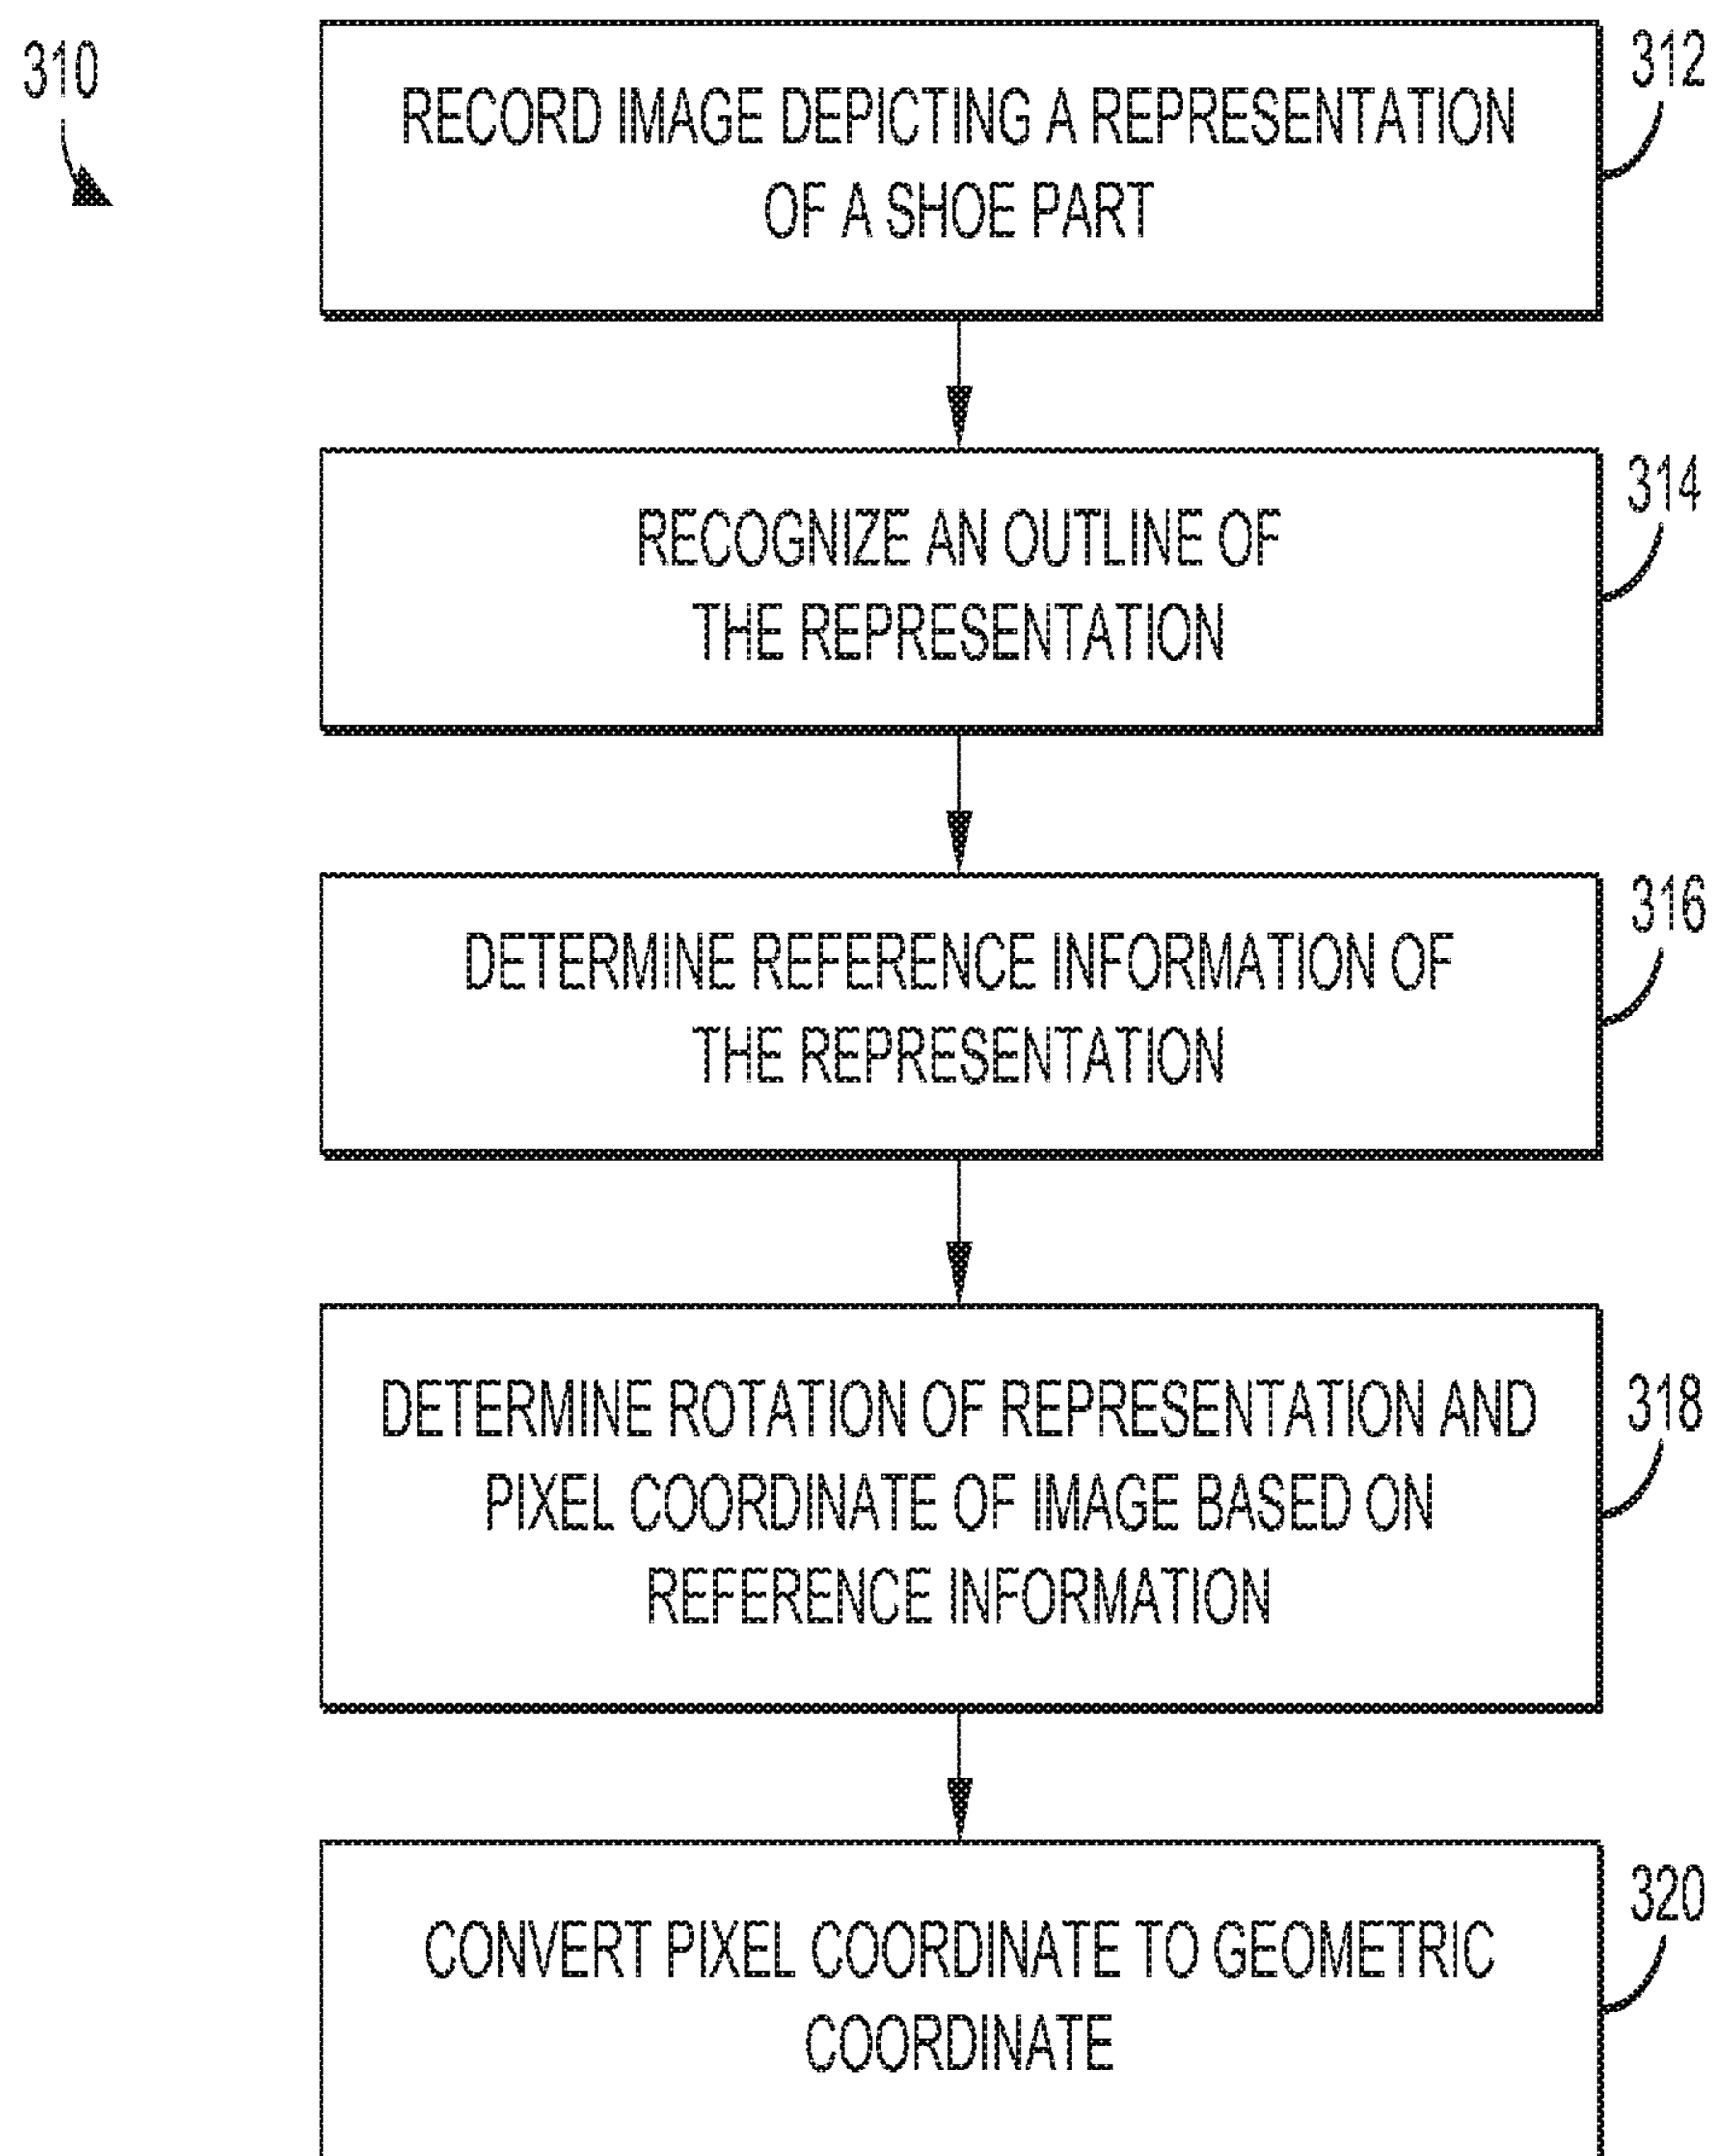 310
312
RECORD IMAGE DEPICTING A REPRESENTATION
OF A SHOE PART
314
RECOGNIZE AN OUTLINE OF
THE REPRESENTATION
316
DETERMINE REFERENCE INFORMATION OF
THE REPRESENTATION
318
DETERMINE ROTATION OF REPRESENTATION AND
PIXEL COORDINATE OF IMAGE BASED ON
REFERENCE INFORMATION
320
CONVERT PIXEL COORDINATE TO GEOMETRIC
COORDINATE